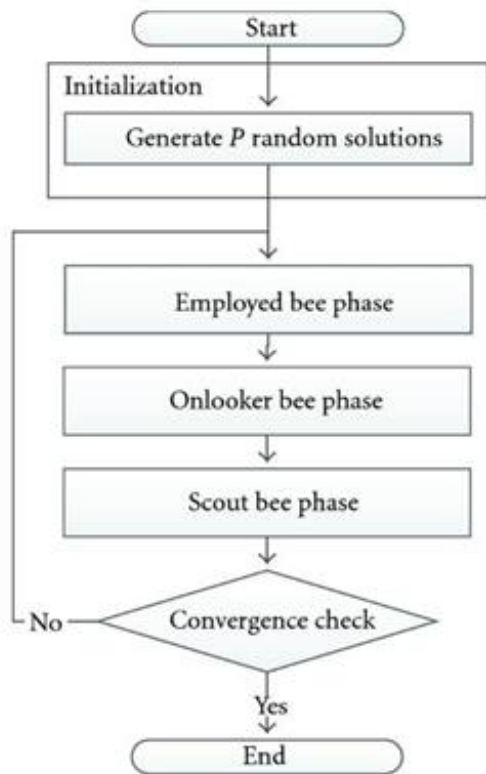 Start
Initialization
Generate P random solutions
Employed bee phase
Onlooker bee phase
Scout bee phase
Convergence check
No
Yes
End